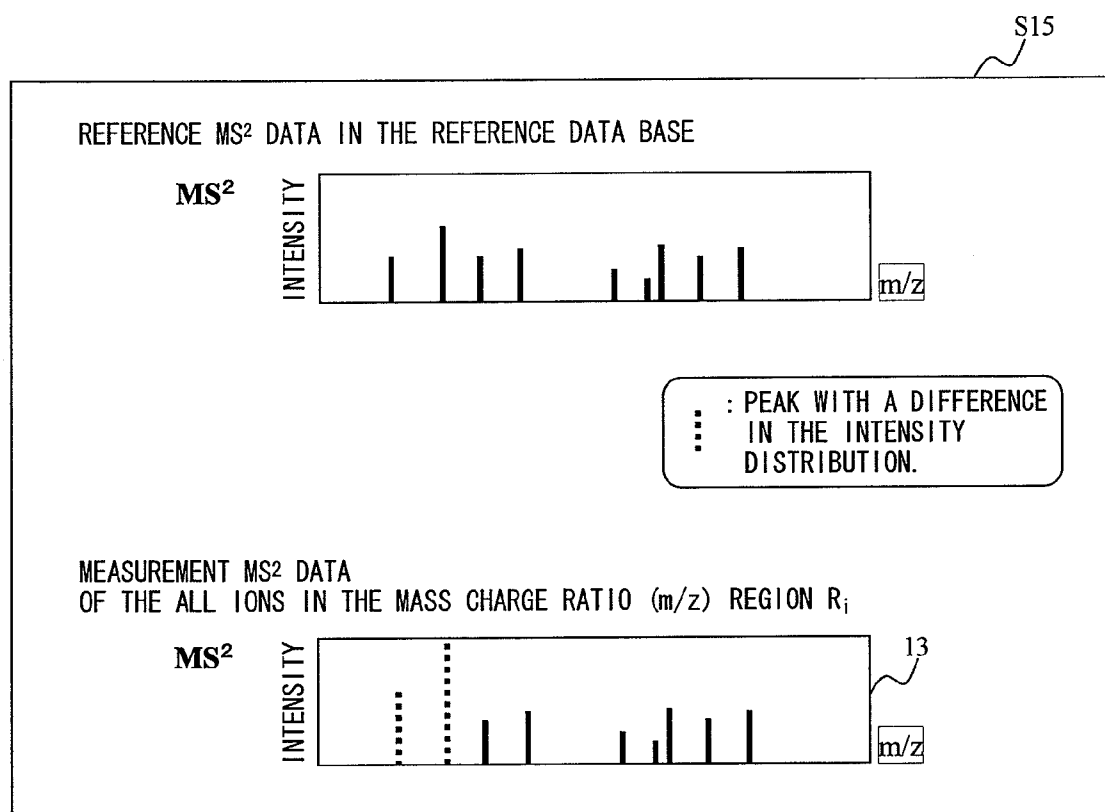 S15
REFERENCE MS² DATA IN THE REFERENCE DATA BASE
MS²
INTENSITY
m/z
: PEAK WITH A DIFFERENCE
IN THE INTENSITY
DISTRIBUTION.
MEASUREMENT MS² DATA
OF THE ALL IONS IN THE MASS CHARGE RATIO (m/z) REGION Rᵢ
MS²
INTENSITY
13
m/z